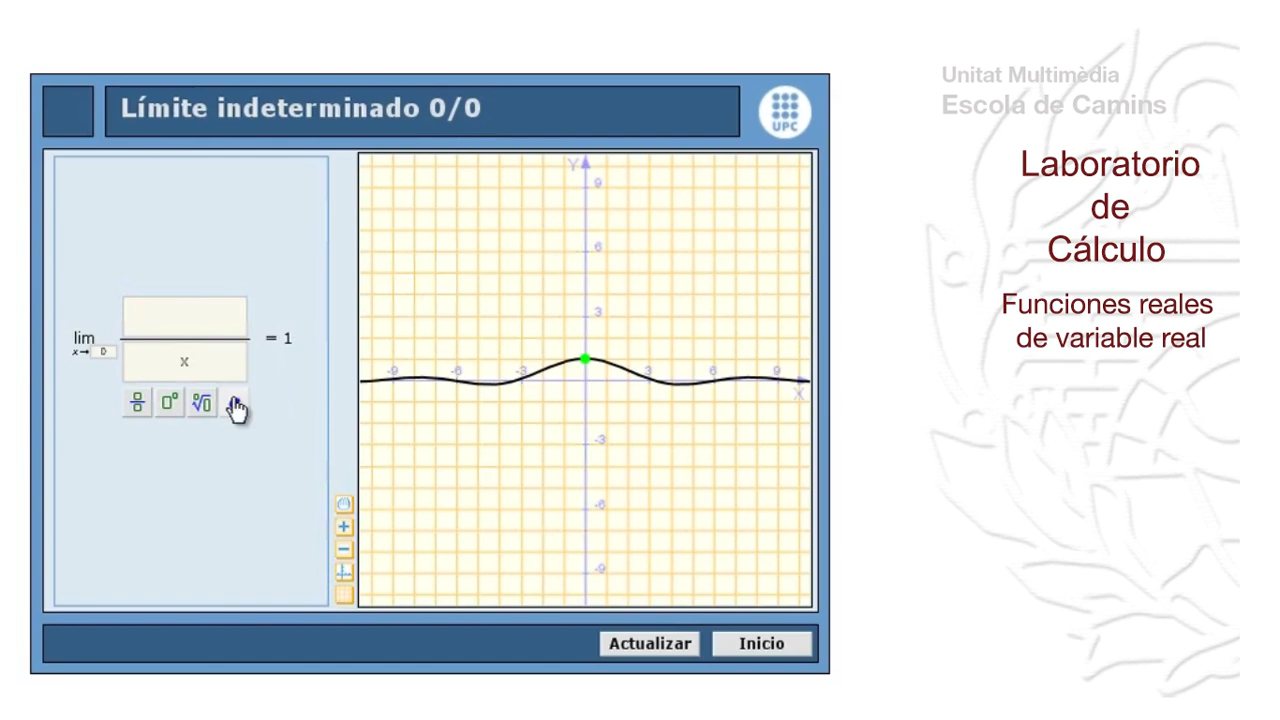 Unitat Multimèdia
Escola de Camins
Laboratorio
de
Cálculo
Funciones reales
de variable real
Límite indeterminado 0/0
UPC
lim
x→ 0
x
= 1
Y
9
6
3
-9 -6 -3 3 6 9
X
-3
-6
-9
Actualizar Inicio